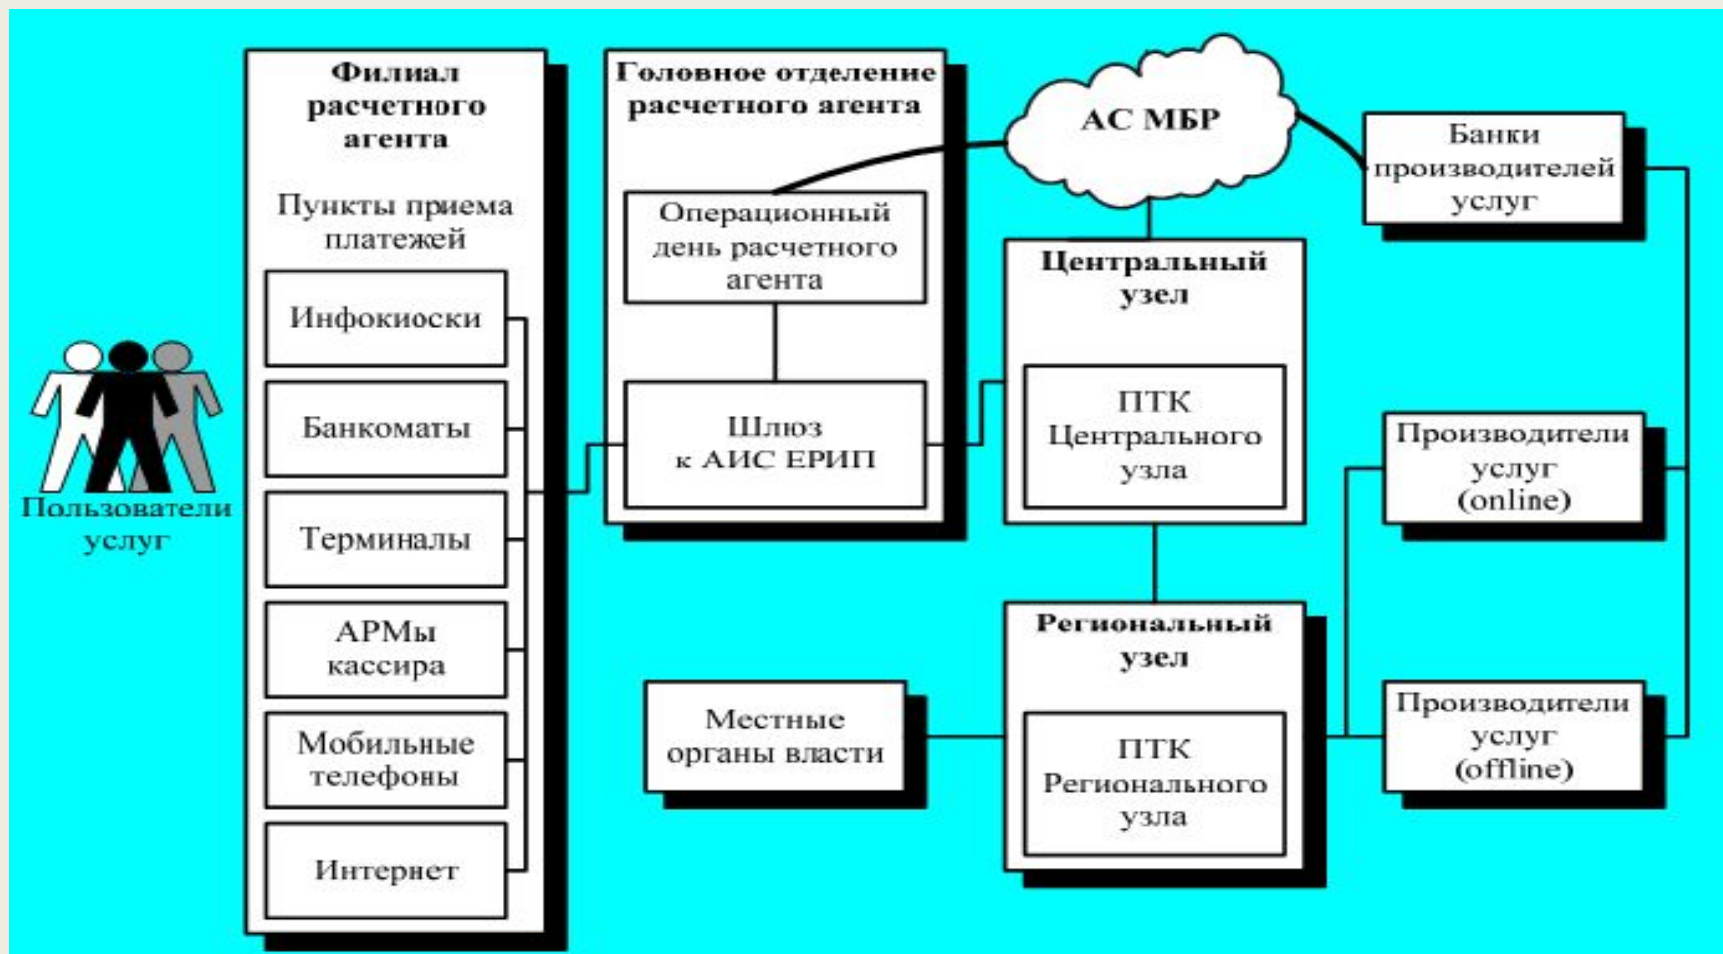 Филиал
расчетного
агента
Пункты приема
платежей
Инфокиоски
Банкоматы
Терминалы
АРМы
кассира
Мобильные
телефоны
Интернет
Пользователи
услуг
Головное отделение
расчетного агента
Операционный
день расчетного
агента
Шлюз
к АИС ЕРИП
АС МБР
Центральный
узел
ПТК
Центрального
узла
Региональный
узел
ПТК
Регионального
узла
Местные
органы власти
Банки
производителей
услуг
Производители
услуг
(online)
Производители
услуг
(offline)